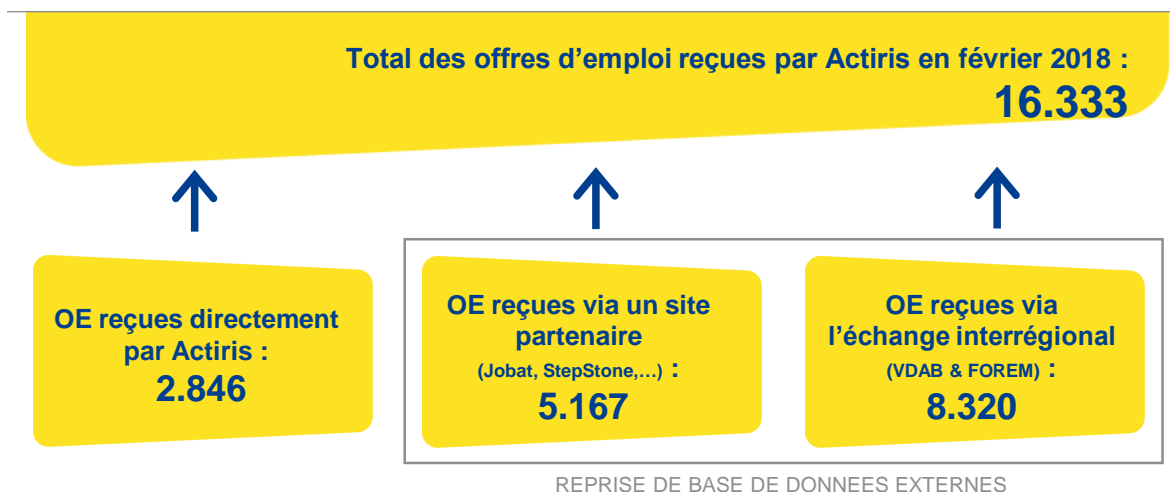 Total des offres d'emploi reçues par Actiris en février 2018 :
16.333
OE reçues directement
par Actiris :
2.846
OE reçues via un site
partenaire
(Jobat, StepStone,…) :
5.167
OE reçues via
l'échange interrégional
(VDAB & FOREM) :
8.320
REPRISE DE BASE DE DONNEES EXTERNES